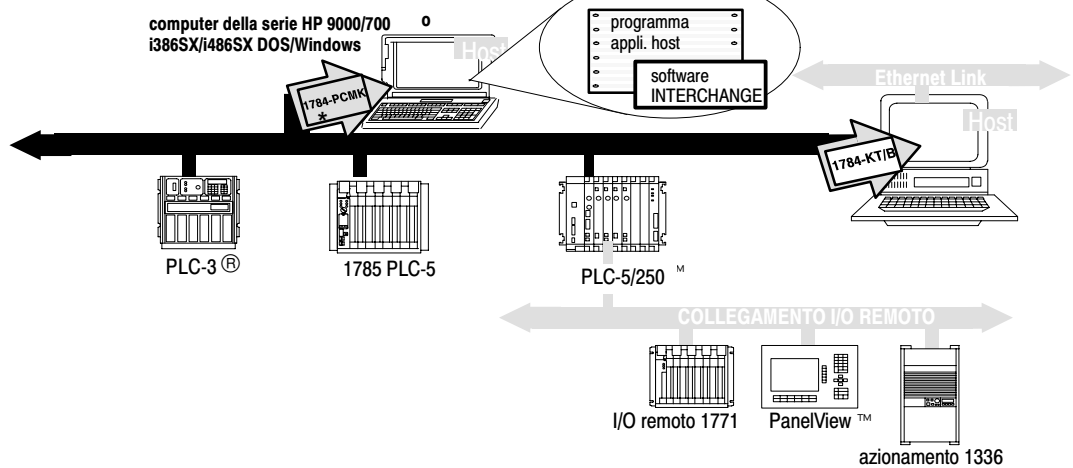 computer della serie HP 9000/700 o
i386SX/i486SX DOS/Windows
Host
programma
appli. host
software
INTERCHANGE
Ethernet Link
1784-PCMK
*
Host
1784-KT/B
PLC-3 ®
1785 PLC-5
PLC-5/250 M
COLLEGAMENTO I/O REMOTO
I/O remoto 1771
PanelView ™
azionamento 1336